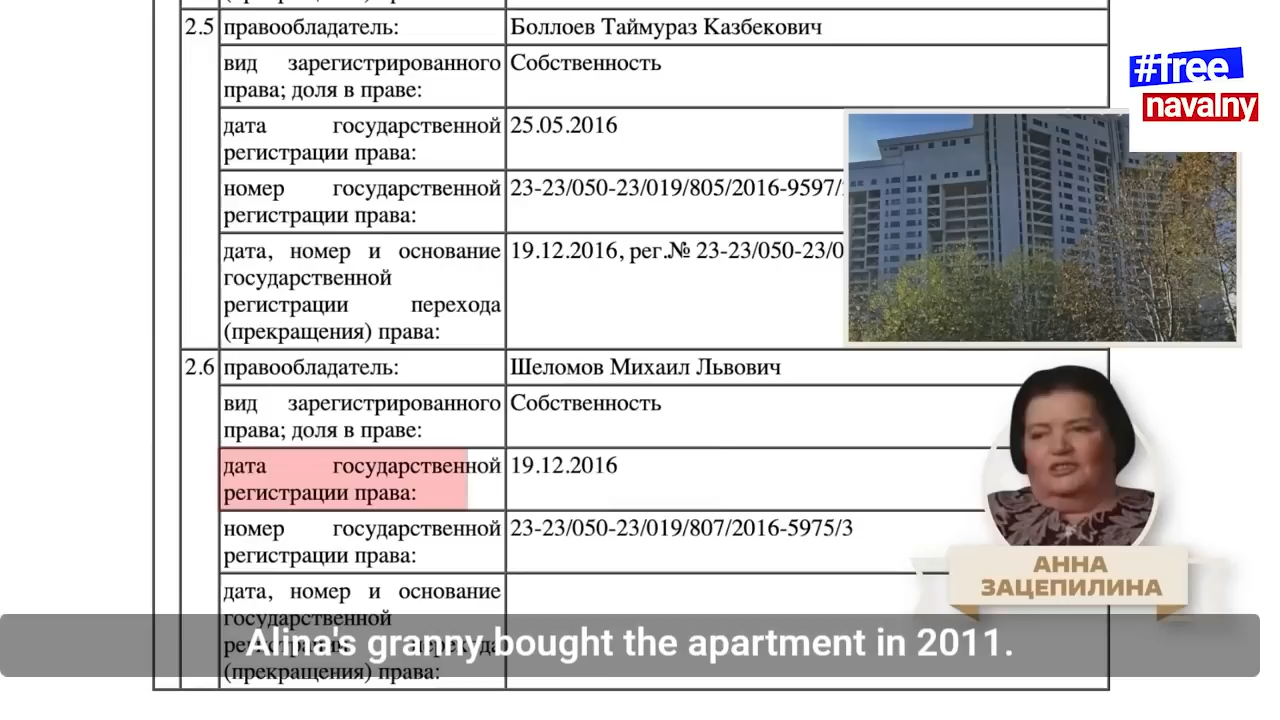 2.5 правообладатель: Боллоев Таймураз Казбекович
вид зарегистрированного Собственность
права; доля в праве:
дата государственной 25.05.2016
регистрации права:
номер государственной 23-23/050-23/019/805/2016-9597/
регистрации права:
дата, номер и основание 19.12.2016, рег.№ 23-23/050-23/0
государственной
регистрации перехода
(прекращения) права:
2.6 правообладатель: Шеломов Михаил Львович
вид зарегистрированного Собственность
права; доля в праве:
дата государственной 19.12.2016
регистрации права:
номер государственной 23-23/050-23/019/807/2016-5975/3
регистрации права:
дата, номер и основание
государственной
(прекращения) права:
#free
navalny
АННА
ЗАЦЕПИЛИНА
Alina's granny bought the apartment in 2011.